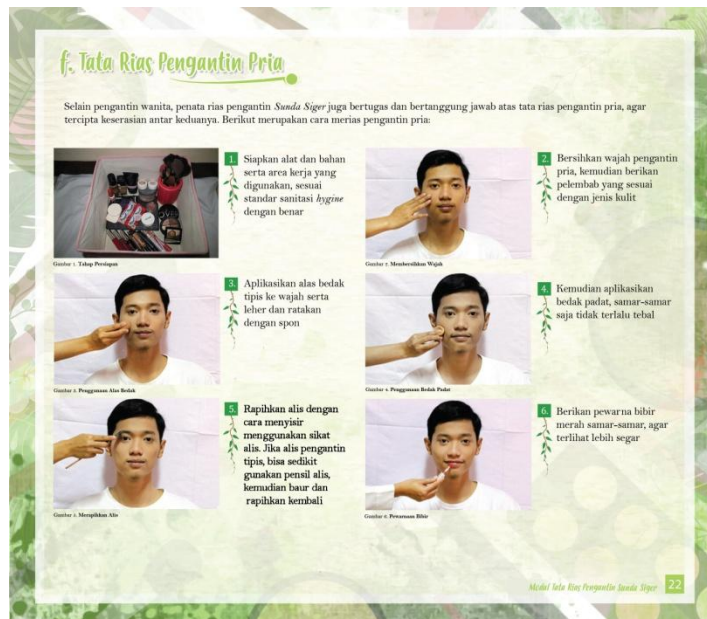 f. Tata Rias Pengantin Pria
Selain pengantin wanita, penata rias pengantin Sunda Siger juga bertugas dan bertanggung jawab atas tata rias pengantin pria, agar
tercipta keserasian antar keduanya. Berikut merupakan cara merias pengantin pria:
1. Siapkan alat dan bahan
serta area kerja yang
digunakan, sesuai
standar sanitasi hygine
dengan benar
Gambar 1. Tahap Persiapan
2. Bersihkan wajah pengantin
pria, kemudian berikan
pelembab yang sesuai
dengan jenis kulit
Gambar 2. Membersihkan Wajah
3. Aplikasikan alas bedak
tipis ke wajah serta
leher dan ratakan
dengan spon
Gambar 3. Penggunaan Alas Bedak
4. Kemudian aplikasikan
bedak padat, samar-samar
saja tidak terlalu tebal
Gambar 4. Penggunaan Bedak Padat
5. Rapihkan alis dengan
cara menyisir
menggunakan sikat
alis. Jika alis pengantin
tipis, bisa sedikit
gunakan pensil alis,
kemudian baur dan
rapihkan kembali
Gambar 5. Merapihkan Alis
6. Berikan pewarna bibir
merah samar-samar, agar
terlihat lebih segar
Gambar 6. Pewarnaan Bibir
Modul Tata Rias Pengantin Sunda Siger 22